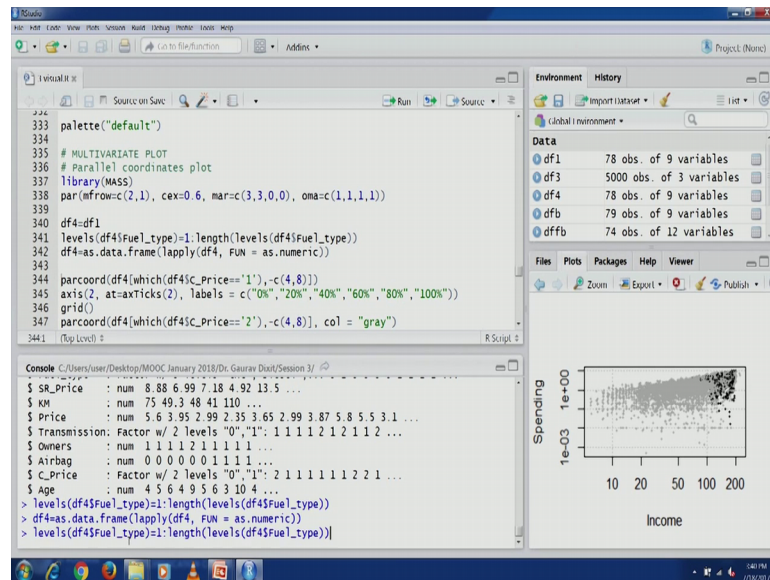 RStudio
File Edit Code View Plots Session Build Debug Profile Tools Help
Go to file/function
Addins
Project: (None)
Source on Save
Run
Source
333 palette("default")
334
335 # MULTIVARIATE PLOT
336 # Parallel coordinates plot
337 library(MASS)
338 par(mfrow=c(2,1), cex=0.6, mar=c(3,3,0,0), oma=c(1,1,1,1))
339
340 df4=df1
341 levels(df4$Fuel_type)=1:length(levels(df4$Fuel_type))
342 df4=as.data.frame(lapply(df4, FUN = as.numeric))
343
344 parcoord(df4[which(df4$C_Price=='1'),-c(4,8)])
345 axis(2, at=axTicks(2), labels = c("0%","20%","40%","60%","80%","100%"))
346 grid()
347 parcoord(df4[which(df4$C_Price=='2'),-c(4,8)], col = "gray")
344:1 (Top Level)
R Script
Console C:/Users/user/Desktop/MOOC January 2018/Dr. Gaurav Dixit/Session 3/
$ SR_Price : num 8.88 6.99 7.18 4.92 13.5 ...
$ KM : num 75 49.3 48 41 110 ...
$ Price : num 5.6 3.95 2.99 2.35 3.65 2.99 3.87 5.8 5.5 3.1 ...
$ Transmission: Factor w/ 2 levels "0","1": 1 1 1 1 2 1 2 1 1 2 ...
$ Owners : num 1 1 1 1 2 1 1 1 1 1 ...
$ Airbag : num 0 0 0 0 0 0 1 1 1 1 ...
$ C_Price : Factor w/ 2 levels "0","1": 2 1 1 1 1 1 1 2 2 1 ...
$ Age : num 4 5 6 4 9 5 6 3 10 4 ...
> levels(df4$Fuel_type)=1:length(levels(df4$Fuel_type))
> df4=as.data.frame(lapply(df4, FUN = as.numeric))
> levels(df4$Fuel_type)=1:length(levels(df4$Fuel_type))
Environment History
Import Dataset
List
Global Environment
Data
df1 78 obs. of 9 variables
df3 5000 obs. of 3 variables
df4 78 obs. of 9 variables
dfb 79 obs. of 9 variables
dffb 74 obs. of 12 variables
Files Plots Packages Help Viewer
Zoom Export Publish
Spending
1e-03 1e+00
10 20 50 100 200
Income
3:40 PM